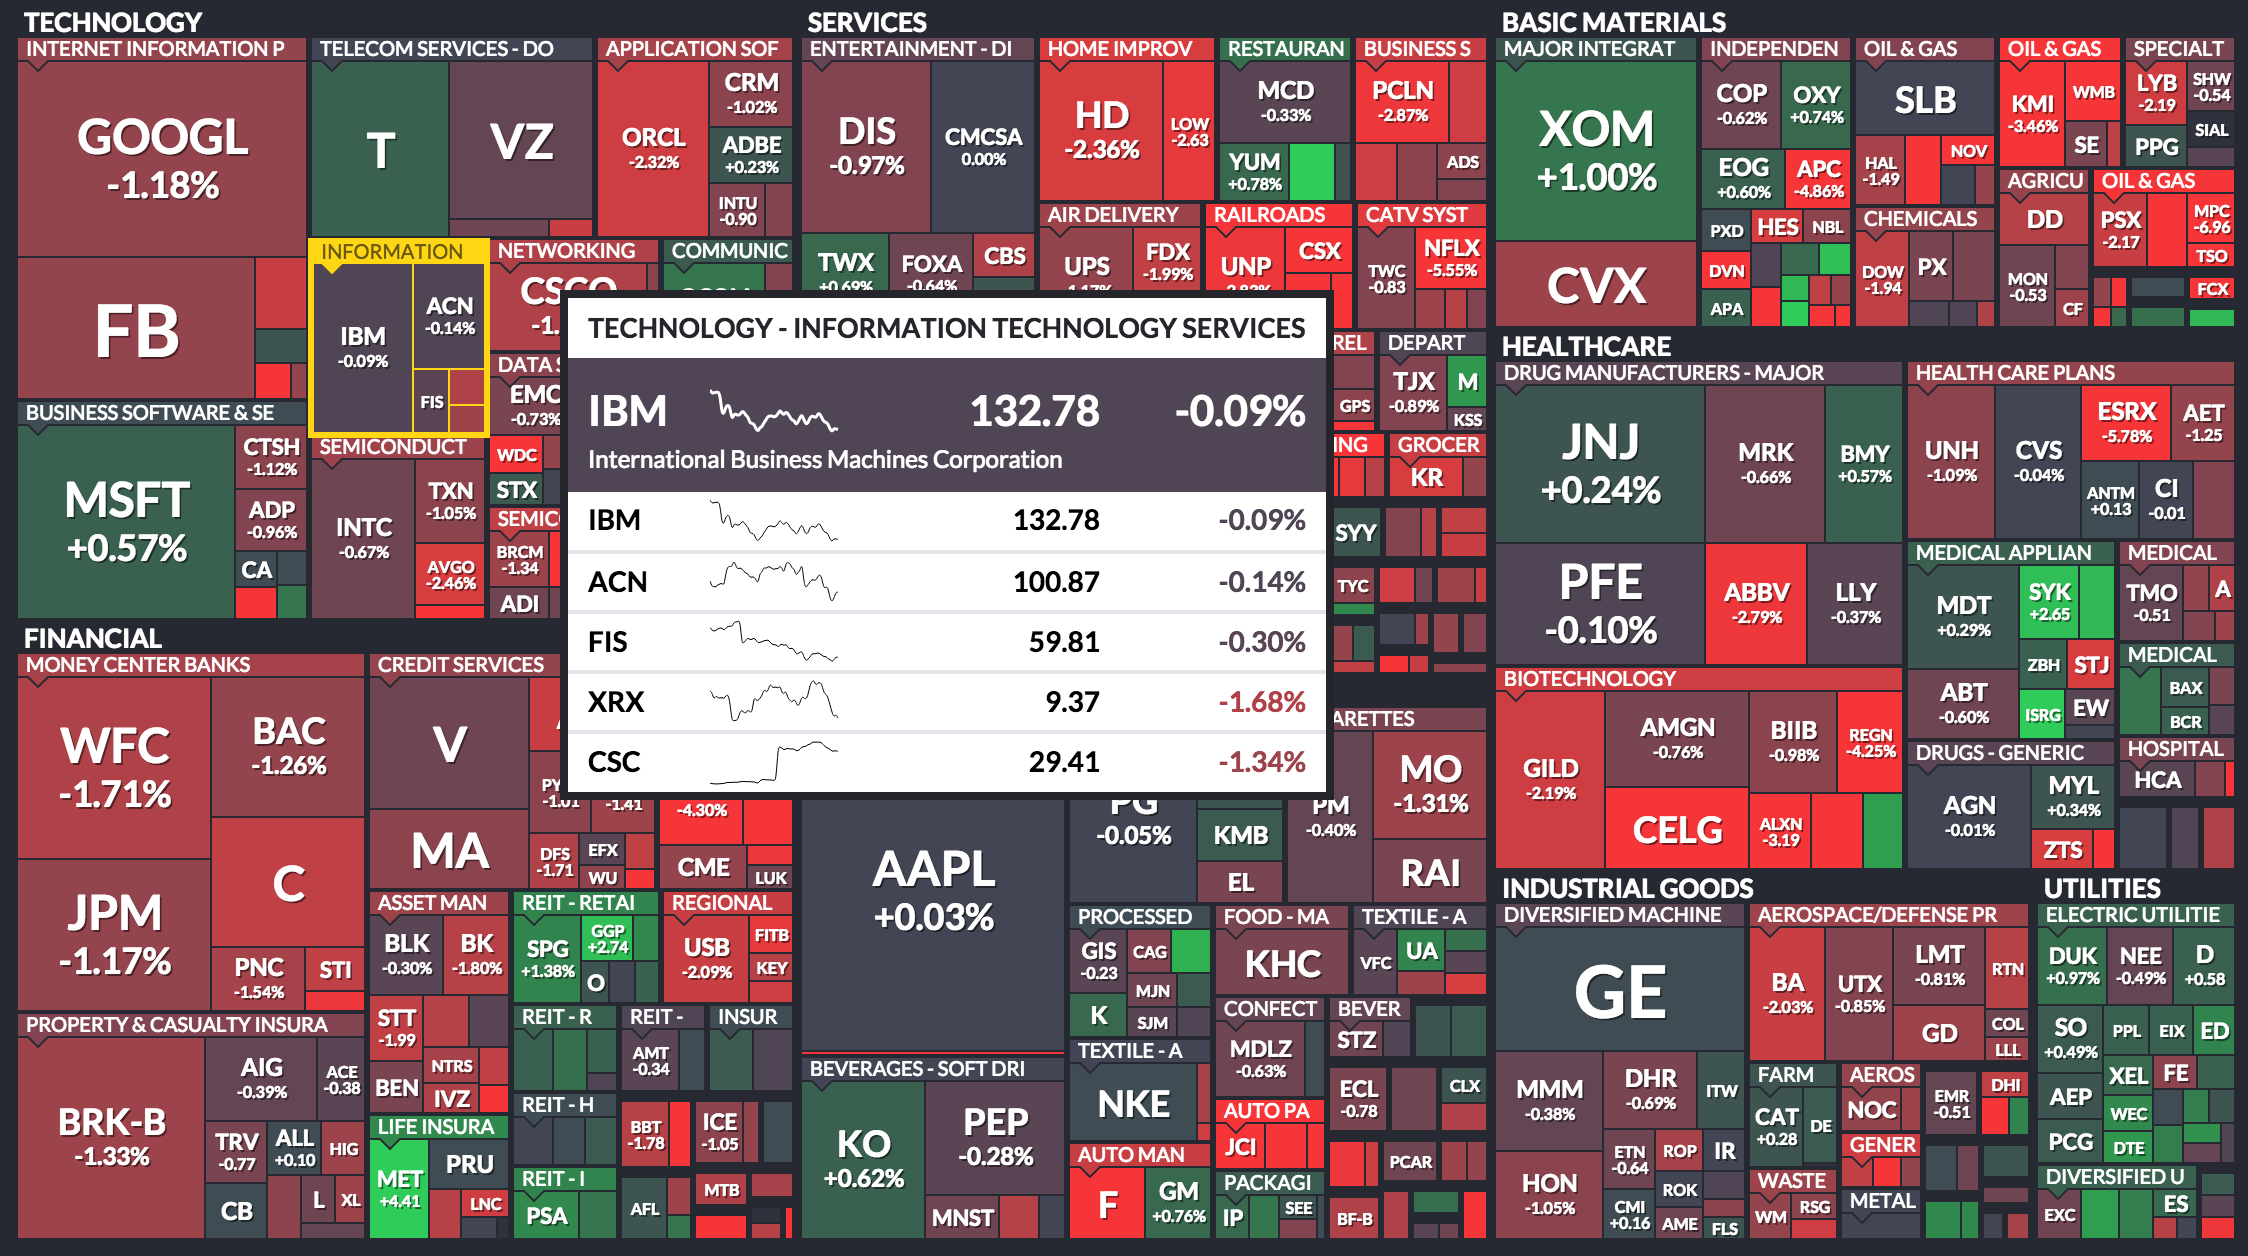 TECHNOLOGY
INTERNET INFORMATION P
GOOGL
-1.18%
FB
TELECOM SERVICES - DO
T
VZ
APPLICATION SOF
ORCL
-2.32%
CRM
-1.02%
ADBE
+0.23%
INTU
-0.90
INFORMATION
IBM
-0.09%
ACN
-0.14%
FIS
NETWORKING
CSCO
-1.
COMMUNIC
DATA S
EMC
-0.73%
WDC
STX
BUSINESS SOFTWARE & SE
MSFT
+0.57%
CTSH
-1.12%
ADP
-0.96%
CA
SEMICONDUCT
INTC
-0.67%
TXN
-1.05%
AVGO
-2.46%
SEMIC
BRCM
-1.34
ADI
SERVICES
ENTERTAINMENT - DI
DIS
-0.97%
CMCSA
0.00%
TWX
+0.69%
FOXA
-0.64%
CBS
HOME IMPROV
HD
-2.36%
LOW
-2.63
RESTAURAN
MCD
-0.33%
YUM
+0.78%
BUSINESS S
PCLN
-2.87%
ADS
AIR DELIVERY
UPS
-1.17%
FDX
-1.99%
RAILROADS
UNP
CSX
CATV SYST
TWC
-0.83
NFLX
-5.55%
REL
GPS
DEPART
TJX
-0.89%
M
KSS
ING
GROCER
KR
SYY
TYC
TECHNOLOGY - INFORMATION TECHNOLOGY SERVICES
IBM 132.78 -0.09%
International Business Machines Corporation
IBM 132.78 -0.09%
ACN 100.87 -0.14%
FIS 59.81 -0.30%
XRX 9.37 -1.68%
CSC 29.41 -1.34%
BASIC MATERIALS
MAJOR INTEGRAT
XOM
+1.00%
CVX
INDEPENDEN
COP
-0.62%
OXY
+0.74%
EOG
+0.60%
APC
-4.86%
PXD
HES
NBL
DVN
APA
OIL & GAS
SLB
HAL
-1.49
NOV
CHEMICALS
DOW
-1.94
PX
OIL & GAS
KMI
-3.46%
WMB
SE
SPECIALT
LYB
-2.19
SHW
-0.54
PPG
SIAL
AGRICU
DD
MON
-0.53
CF
OIL & GAS
PSX
-2.17
MPC
-6.96
TSO
FCX
HEALTHCARE
DRUG MANUFACTURERS - MAJOR
JNJ
+0.24%
MRK
-0.66%
BMY
+0.57%
PFE
-0.10%
ABBV
-2.79%
LLY
-0.37%
HEALTH CARE PLANS
UNH
-1.09%
CVS
-0.04%
ESRX
-5.78%
AET
-1.25
ANTM
+0.13
CI
-0.01
MEDICAL APPLIAN
MDT
+0.29%
SYK
+2.65
ZBH
STJ
ABT
-0.60%
ISRG
EW
MEDICAL
TMO
-0.51
A
MEDICAL
BAX
BCR
BIOTECHNOLOGY
GILD
-2.19%
AMGN
-0.76%
BIIB
-0.98%
REGN
-4.25%
CELG
ALXN
-3.19
DRUGS - GENERIC
AGN
-0.01%
MYL
+0.34%
ZTS
HOSPITAL
HCA
FINANCIAL
MONEY CENTER BANKS
WFC
-1.71%
BAC
-1.26%
JPM
-1.17%
C
PNC
-1.54%
STI
CREDIT SERVICES
V
MA
PY
-1.01
-1.41
DFS
-1.71
EFX
WU
-4.30%
CME
LUK
PROPERTY & CASUALTY INSURA
BRK-B
-1.33%
AIG
-0.39%
ACE
-0.38
TRV
-0.77
ALL
+0.10
HIG
CB
L
XL
ASSET MAN
BLK
-0.30%
BK
-1.80%
STT
-1.99
NTRS
BEN
IVZ
LIFE INSURA
MET
+4.41
PRU
LNC
REIT - RETAI
SPG
+1.38%
GGP
+2.74
O
REGIONAL
USB
-2.09%
FITB
KEY
REIT - R
REIT -
AMT
-0.34
INSUR
REIT - H
REIT - I
PSA
BBT
-1.78
ICE
-1.05
AFL
MTB
AAPL
+0.03%
PG
-0.05%
KMB
EL
ARETTES
PM
-0.40%
MO
-1.31%
RAI
BEVERAGES - SOFT DRI
KO
+0.62%
PEP
-0.28%
MNST
PROCESSED
GIS
-0.23
CAG
MJN
K
SJM
FOOD - MA
KHC
TEXTILE - A
VFC
UA
TEXTILE - A
NKE
CONFECT
MDLZ
-0.63%
BEVER
STZ
AUTO MAN
F
GM
+0.76%
AUTO PA
JCI
ECL
-0.78
CLX
PCAR
PACKAGI
IP
SEE
BF-B
INDUSTRIAL GOODS
DIVERSIFIED MACHINE
GE
MMM
-0.38%
DHR
-0.69%
ITW
HON
-1.05%
ETN
-0.64
ROP
IR
CMI
+0.16
ROK
AME
FLS
AEROSPACE/DEFENSE PR
BA
-2.03%
UTX
-0.85%
LMT
-0.81%
RTN
GD
COL
LLL
FARM
CAT
+0.28
DE
AEROS
NOC
EMR
-0.51
DHI
GENER
WASTE
WM
RSG
METAL
UTILITIES
ELECTRIC UTILITIE
DUK
+0.97%
NEE
-0.49%
D
+0.58
SO
+0.49%
PPL
EIX
ED
AEP
XEL
FE
WEC
PCG
DTE
DIVERSIFIED U
EXC
ES